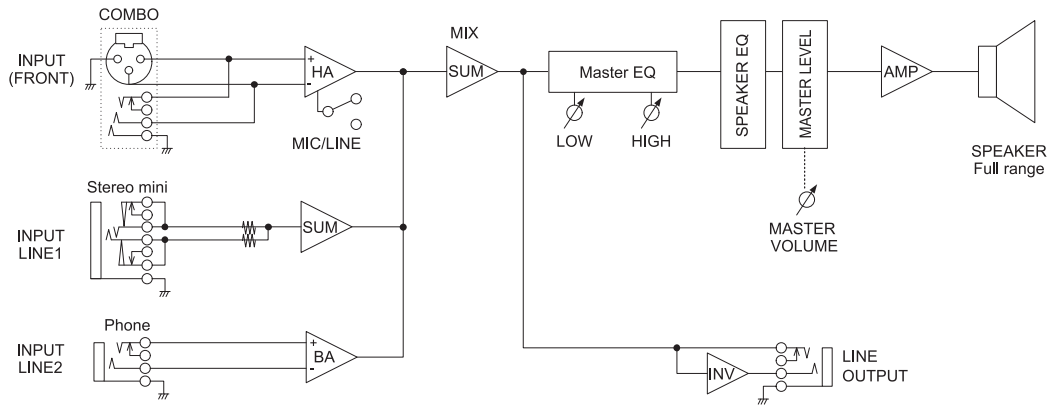 COMBO
INPUT
(FRONT)
+
-
HA
MIC/LINE
MIX
SUM
Master EQ
LOW
HIGH
SPEAKER EQ
MASTER LEVEL
MASTER
VOLUME
AMP
SPEAKER
Full range
Stereo mini
INPUT
LINE1
SUM
Phone
INPUT
LINE2
+
-
BA
INV
LINE
OUTPUT